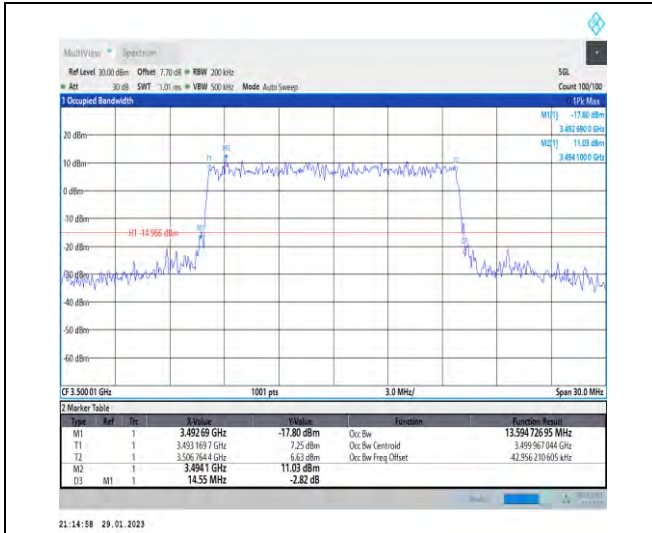 MultiView Spectrum
Ref Level 30.00 dBm Offset 7.70 dB RBW 200 kHz SGL
Att 30 dB SWT 1.01 ms VBW 500 kHz Mode Auto Sweep Count 100/100
1 Occupied Bandwidth 1Pk Max
M1[1] -17.80 dBm
3.492 690 0 GHz
M2[1] 11.03 dBm
3.494 100 0 GHz
20 dBm
M2
T1 T2
10 dBm
0 dBm
-10 dBm
M1
H1 -14.966 dBm
D3
-20 dBm
-30 dBm
-40 dBm
-50 dBm
-60 dBm
CF 3.500 01 GHz 1001 pts 3.0 MHz/ Span 30.0 MHz
2 Marker Table
Type Ref Trc X-Value Y-Value Function Function Result
M1 1 3.492 69 GHz -17.80 dBm Occ Bw 13.594 726 95 MHz
T1 1 3.493 169 7 GHz 7.25 dBm Occ Bw Centroid 3.499 967 044 GHz
T2 1 3.506 764 4 GHz 6.63 dBm Occ Bw Freq Offset -42.956 210 605 kHz
M2 1 3.494 1 GHz 11.03 dBm
D3 M1 1 14.55 MHz -2.82 dB
21:14:58 29.01.2023